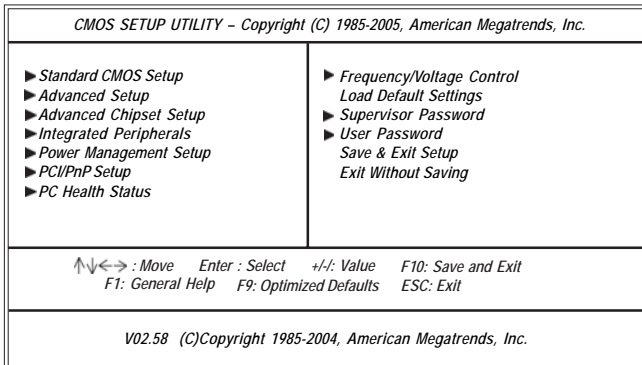 CMOS SETUP UTILITY – Copyright (C) 1985-2005, American Megatrends, Inc.
▶ Standard CMOS Setup
▶ Advanced Setup
▶ Advanced Chipset Setup
▶ Integrated Peripherals
▶ Power Management Setup
▶ PCI/PnP Setup
▶ PC Health Status
▶ Frequency/Voltage Control
Load Default Settings
▶ Supervisor Password
▶ User Password
Save & Exit Setup
Exit Without Saving
↑↓←→ : Move Enter : Select +/-/: Value F10: Save and Exit
F1: General Help F9: Optimized Defaults ESC: Exit
V02.58 (C)Copyright 1985-2004, American Megatrends, Inc.